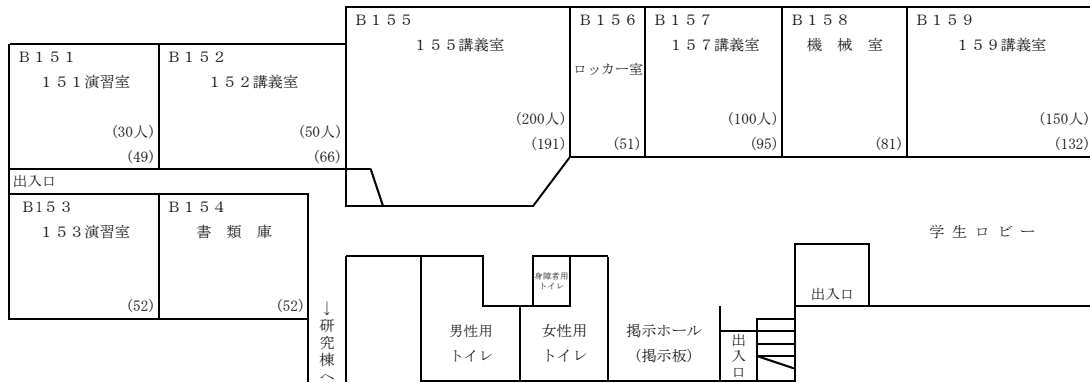 B151
151演習室
(30人)
(49)
B152
152講義室
(50人)
(66)
B155
155講義室
(200人)
(191)
B156
ロッカー室
(51)
B157
157講義室
(100人)
(95)
B158
機械室
(81)
B159
159講義室
(150人)
(132)
出入口
B153
153演習室
(52)
B154
書類庫
(52)
学生ロビー
↓研究棟へ
男性用
トイレ
身障者用
トイレ
女性用
トイレ
掲示ホール
(掲示板)
出入口
出入口